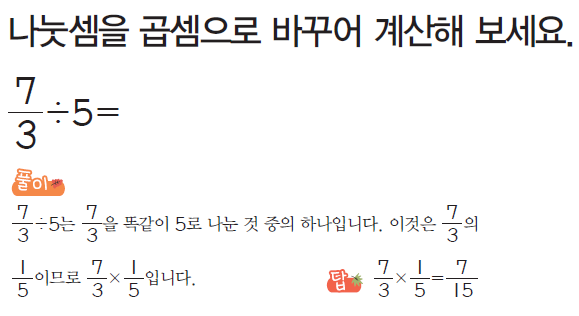 나눗셈을 곱셈으로 바꾸어 계산해 보세요.
7/3÷5=
풀이
7/3÷5는 7/3을 똑같이 5로 나눈 것 중의 하나입니다. 이것은 7/3의
1/5이므로 7/3×1/5입니다.
답 7/3×1/5=7/15